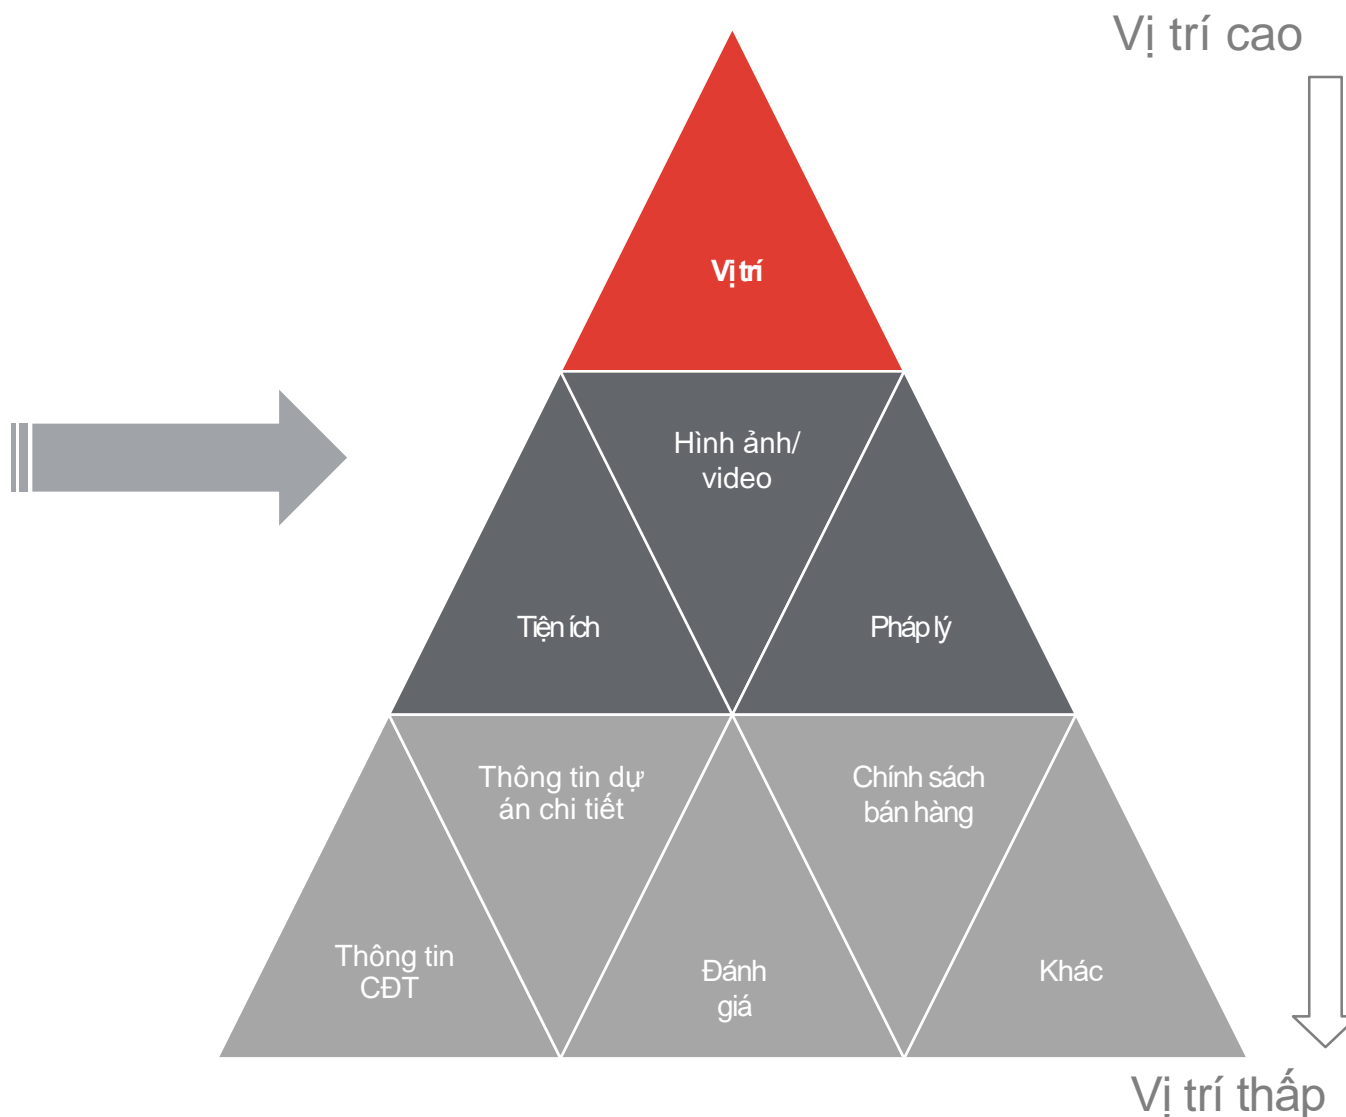 Vị trí cao
Vị trí
Hình ảnh/
video
Tiện ích
Pháp lý
Thông tin dự
án chi tiết
Chính sách
bán hàng
Thông tin
CĐT
Đánh
giá
Khác
Vị trí thấp